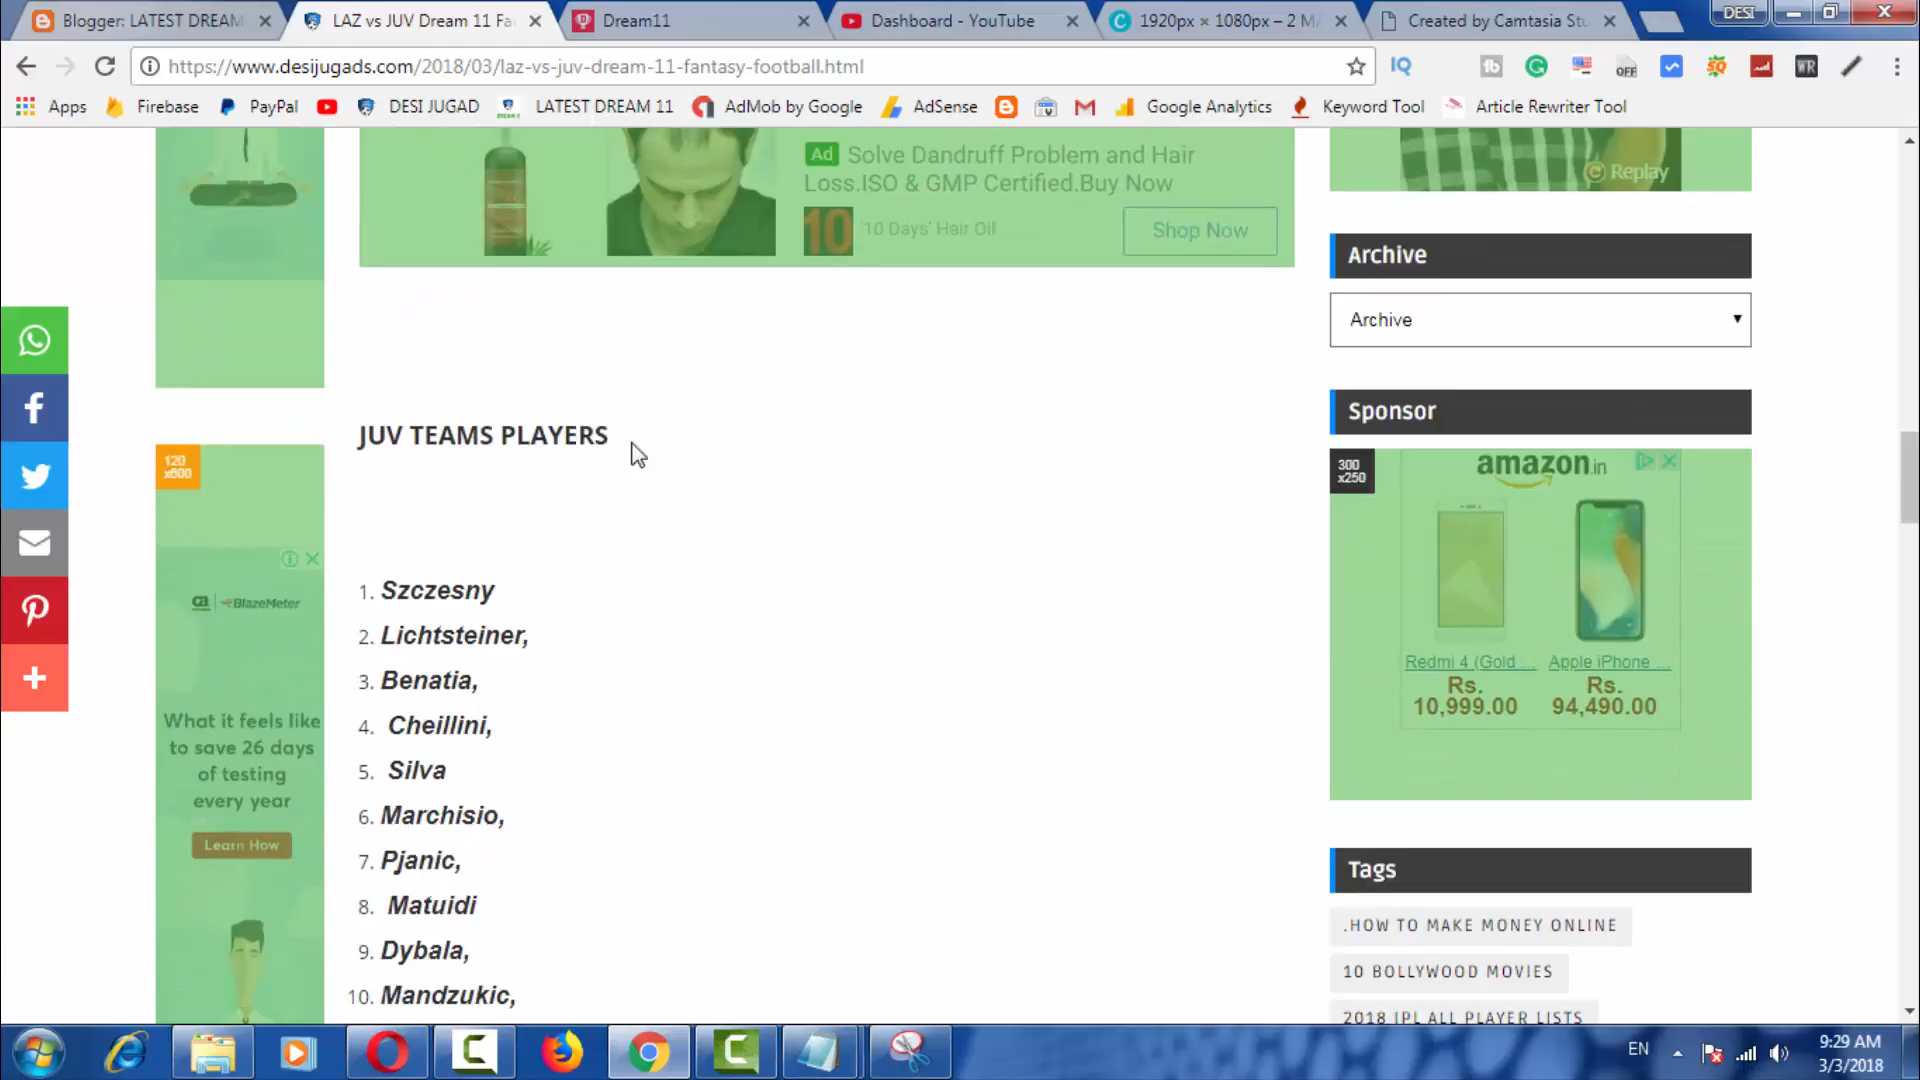 Blogger: LATEST DREAM
LAZ vs JUV Dream 11 Fa
Dream11
Dashboard - YouTube
1920px × 1080px – 2 MA
Created by Camtasia Stu
DESI
https://www.desijugads.com/2018/03/laz-vs-juv-dream-11-fantasy-football.html
IQ
OFF
WR
Apps
Firebase
PayPal
DESI JUGAD
LATEST DREAM 11
AdMob by Google
AdSense
Google Analytics
Keyword Tool
Article Rewriter Tool
Ad Solve Dandruff Problem and Hair
Loss.ISO & GMP Certified.Buy Now
10
'10 Days' Hair Oil
Shop Now
Replay
Archive
Archive
Sponsor
300
x250
amazon.in
Redmi 4 (Gold ...
Apple iPhone ...
Rs.
10,999.00
Rs.
94,490.00
Tags
.HOW TO MAKE MONEY ONLINE
10 BOLLYWOOD MOVIES
2018 IPL ALL PLAYER LISTS
120
x600
BlazeMeter
What it feels like
to save 26 days
of testing
every year
Learn How
JUV TEAMS PLAYERS
1. Szczesny
2. Lichtsteiner,
3. Benatia,
4. Cheillini,
5. Silva
6. Marchisio,
7. Pjanic,
8. Matuidi
9. Dybala,
10. Mandzukic,
EN
9:29 AM
3/3/2018